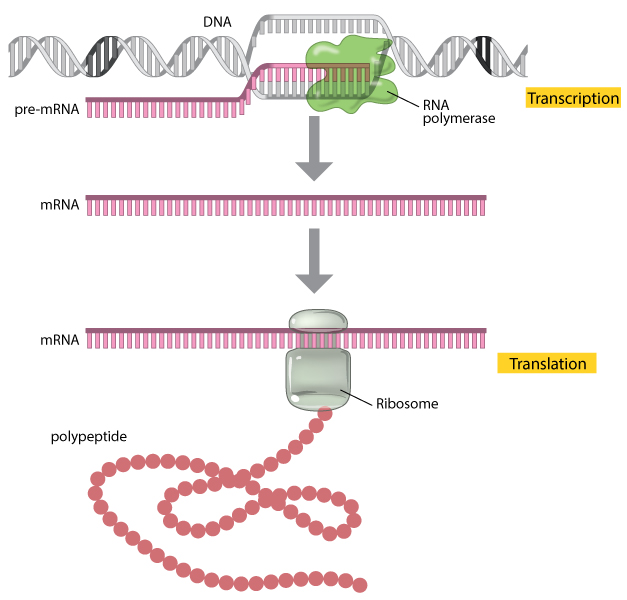 DNA
pre-mRNA
RNA
polymerase
Transcription
mRNA
mRNA
Translation
Ribosome
polypeptide